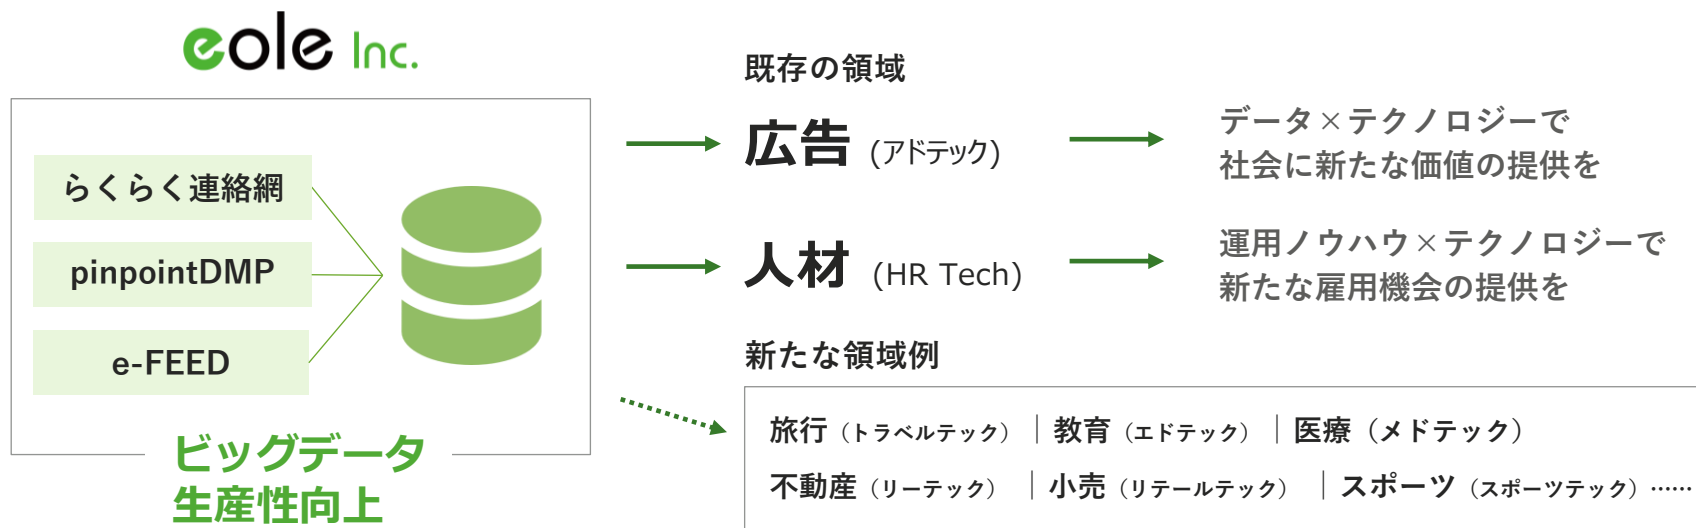 eole Inc.
らくらく連絡網
pinpointDMP
e-FEED
ビッグデータ
生産性向上
既存の領域
広告 (アドテック)
データ×テクノロジーで
社会に新たな価値の提供を
人材 (HR Tech)
運用ノウハウ×テクノロジーで
新たな雇用機会の提供を
新たな領域例
旅行（トラベルテック）｜教育（エドテック）｜医療（メドテック）
不動産（リーテック）｜小売（リテールテック）｜スポーツ（スポーツテック）……